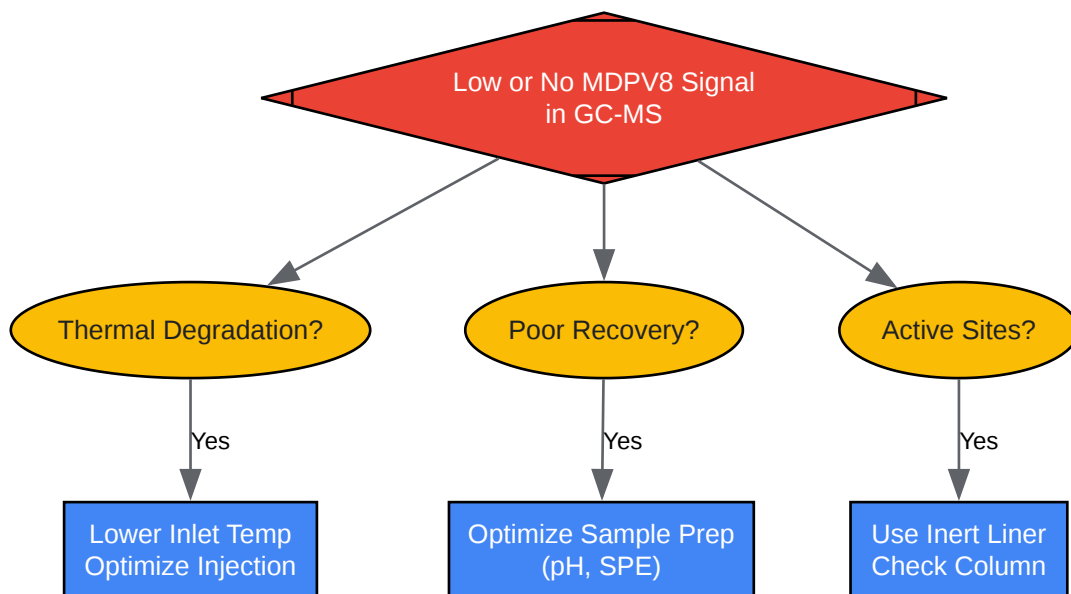 Low or No MDPV8 Signal
in GC-MS
Thermal Degradation?
Poor Recovery?
Active Sites?
Yes
Yes
Yes
Lower Inlet Temp
Optimize Injection
Optimize Sample Prep
(pH, SPE)
Use Inert Liner
Check Column